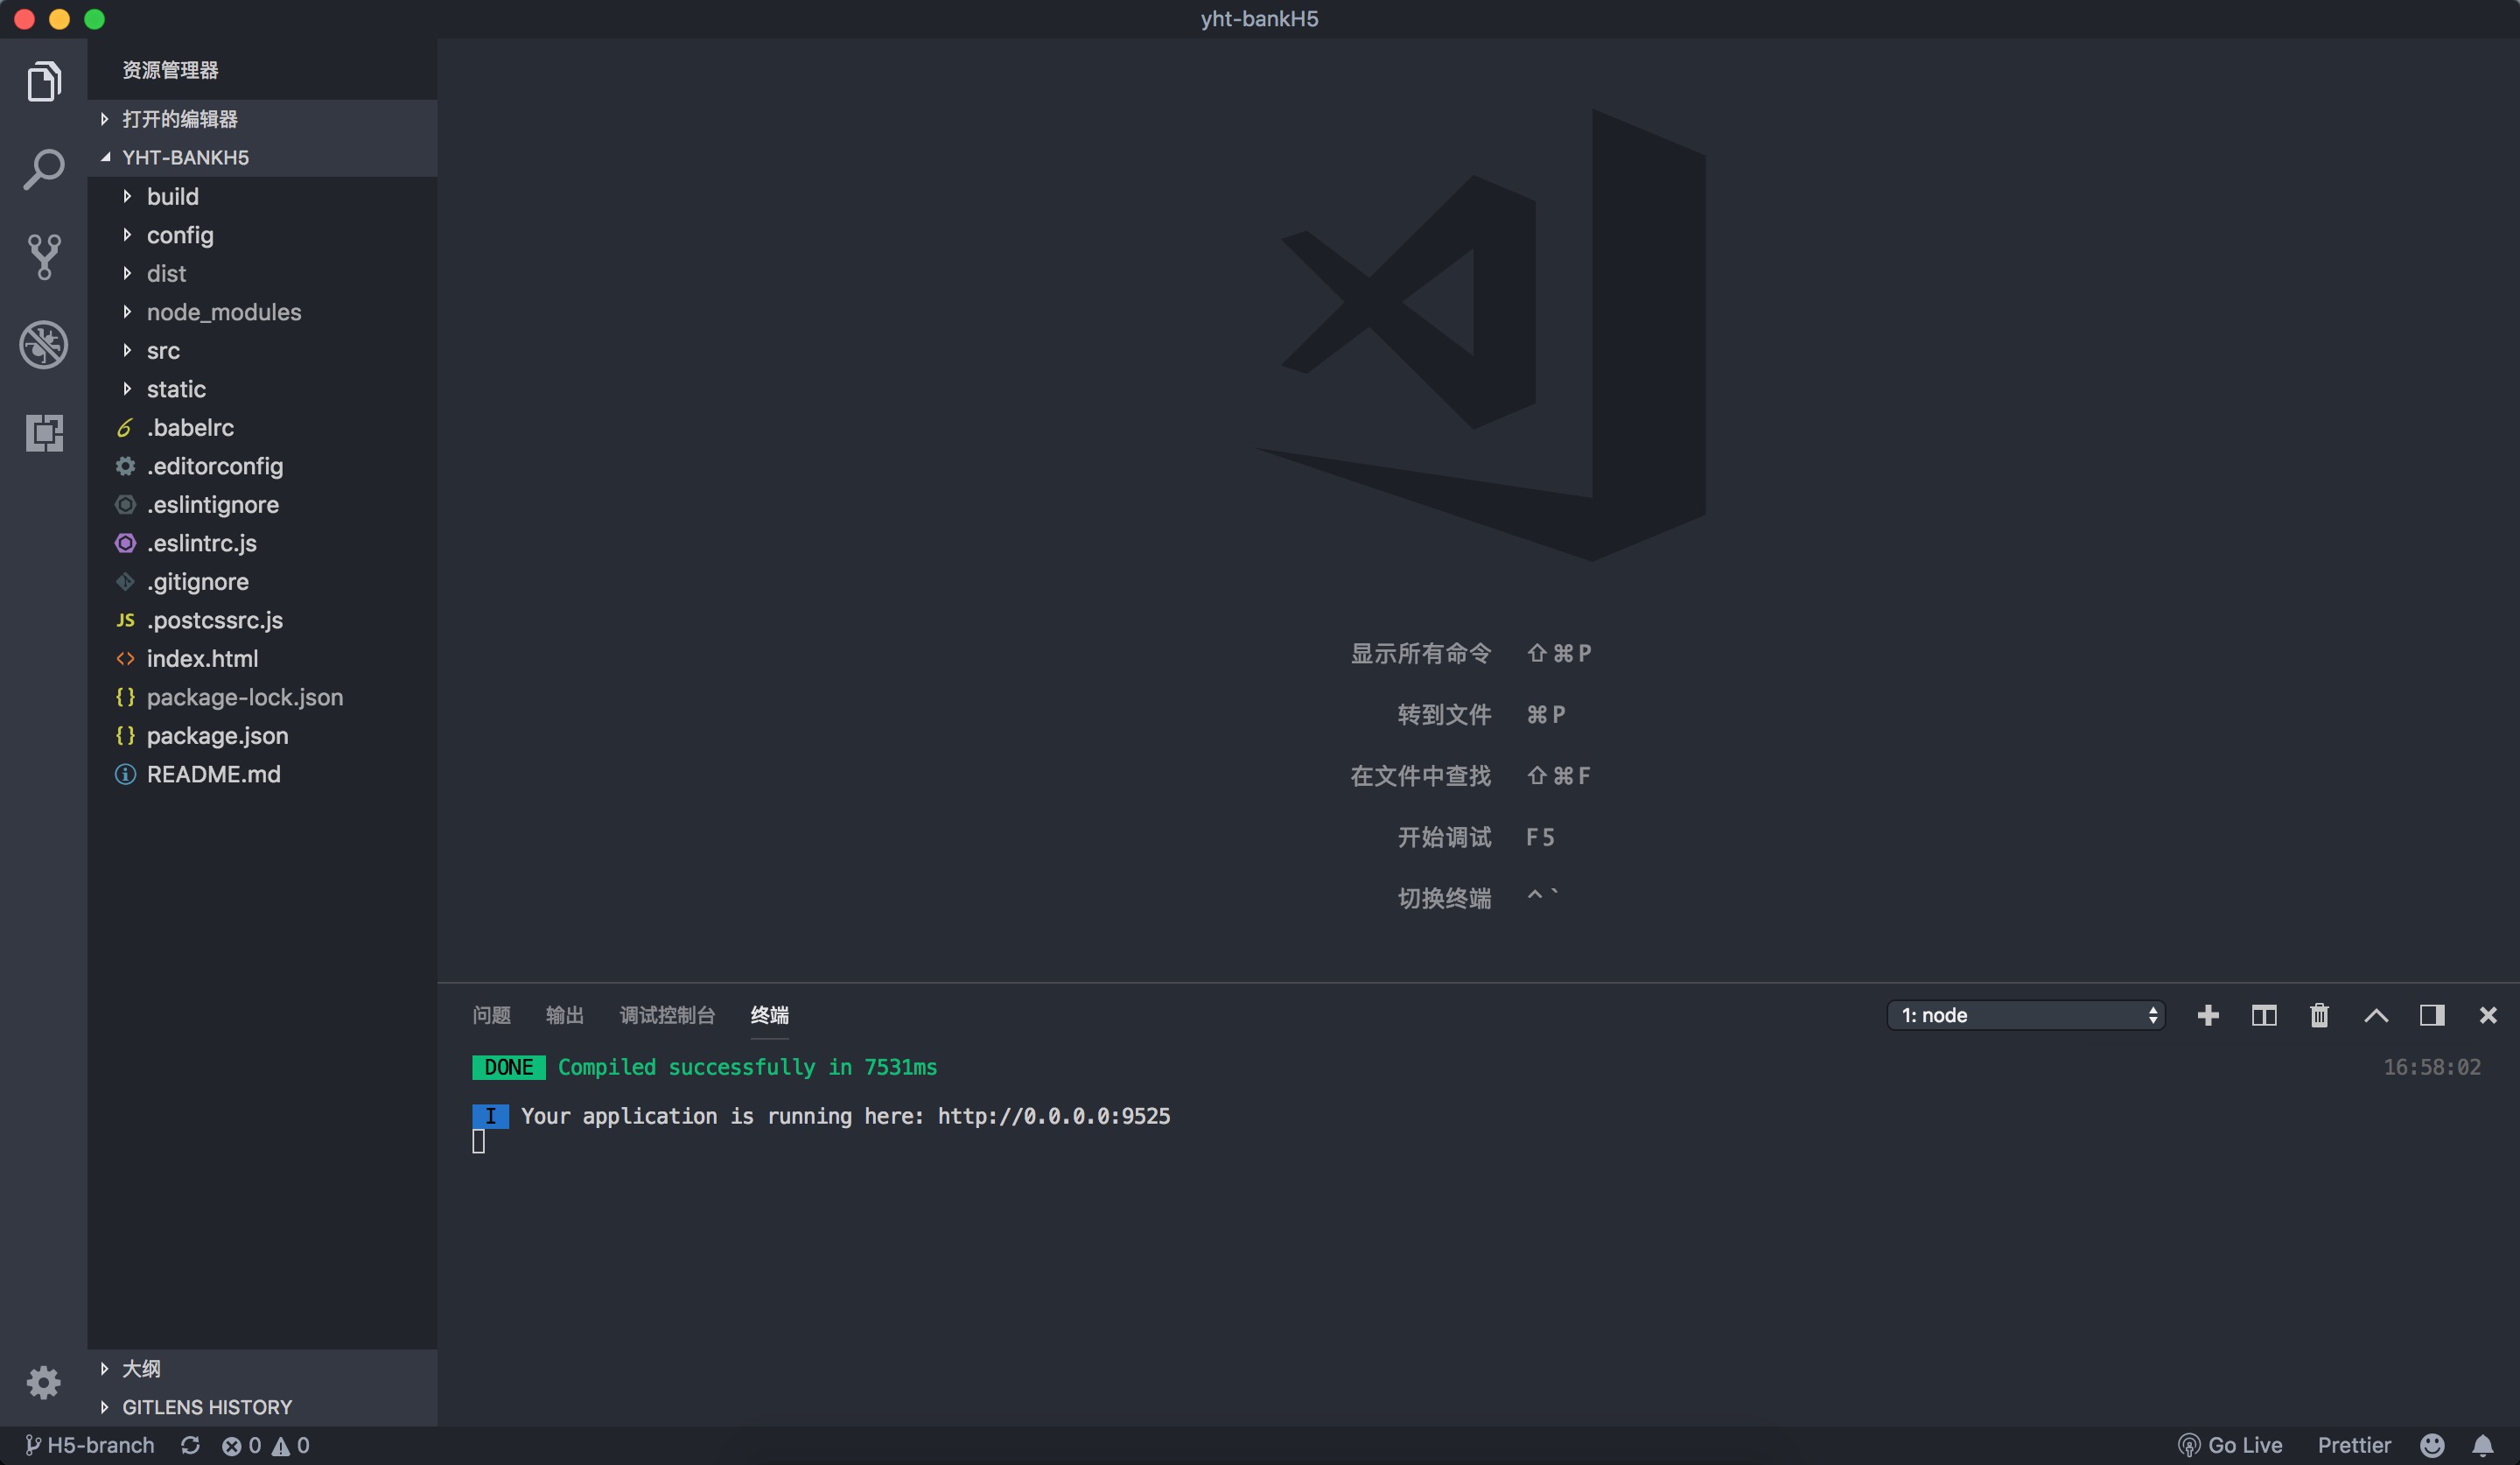 yht-bankH5
资源管理器
打开的编辑器
YHT-BANKH5
build
config
dist
node_modules
src
static
.babelrc
.editorconfig
.eslintignore
.eslintrc.js
.gitignore
JS .postcssrc.js
index.html
{} package-lock.json
{} package.json
README.md
大纲
GITLENS HISTORY
显示所有命令 ⇧⌘P
转到文件 ⌘P
在文件中查找 ⇧⌘F
开始调试 F5
切换终端 ^`
问题 输出 调试控制台 终端 1: node
DONE Compiled successfully in 7531ms 16:58:02
I Your application is running here: http://0.0.0.0:9525
H5-branch 0 0 Go Live Prettier